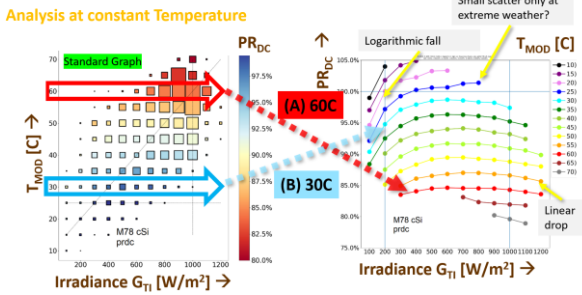 Analysis at constant Temperature
Small scatter only at
extreme weather?
Logarithmic fall
Standard Graph
PR_DC
97.5%
95.0%
92.5%
90.0%
87.5%
85.0%
82.5%
80.0%
T_MOD [C] →
70
60
50
40
30
20
10
M78 cSi
prdc
200
400
600
800
1000
1200
Irradiance G_TI [W/m²] →
(A) 60C
(B) 30C
PR_DC →
105.0%
100.0%
95.0%
90.0%
85.0%
80.0%
75.0%
M78 cSi
prdc
100 200 300 400 500 600 700 800 900 1000 1100 1200
Irradiance G_TI [W/m²] →
T_MOD [C]
10)
15)
20)
25)
30)
35)
40)
45)
50)
55)
60)
65)
70)
Linear
drop